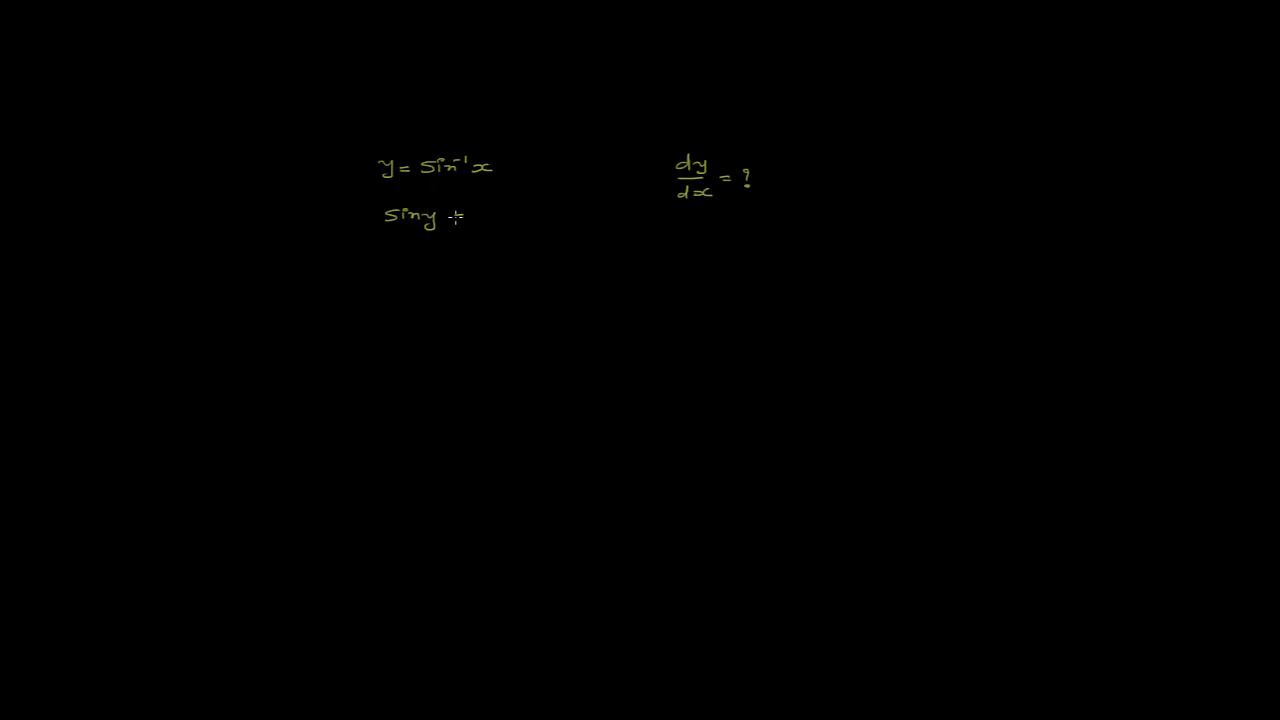 y = sin⁻¹x
dy/dx = ?
sin y =